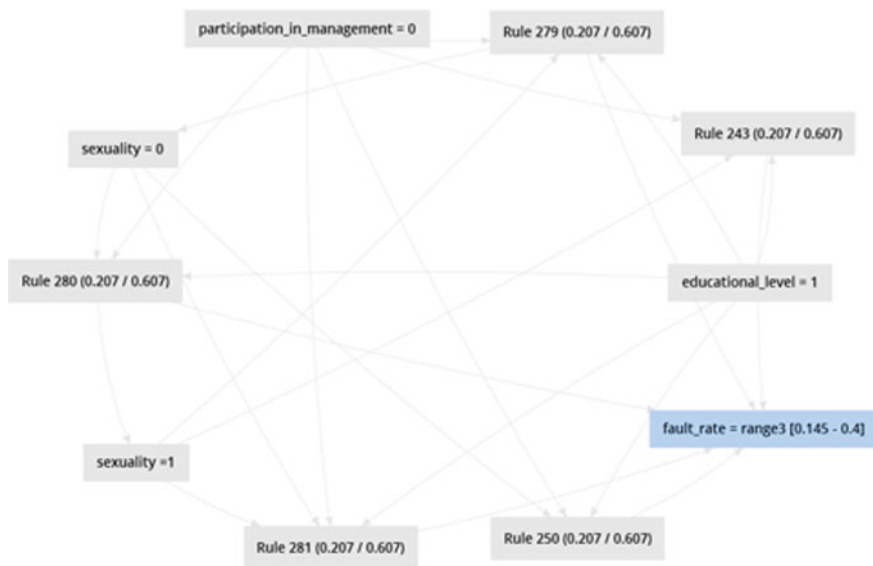 participation_in_management = 0
Rule 279 (0.207 / 0.607)
Rule 243 (0.207 / 0.607)
sexuality = 0
Rule 280 (0.207 / 0.607)
educational_level = 1
fault_rate = range3 [0.145 - 0.4]
sexuality =1
Rule 281 (0.207 / 0.607)
Rule 250 (0.207 / 0.607)